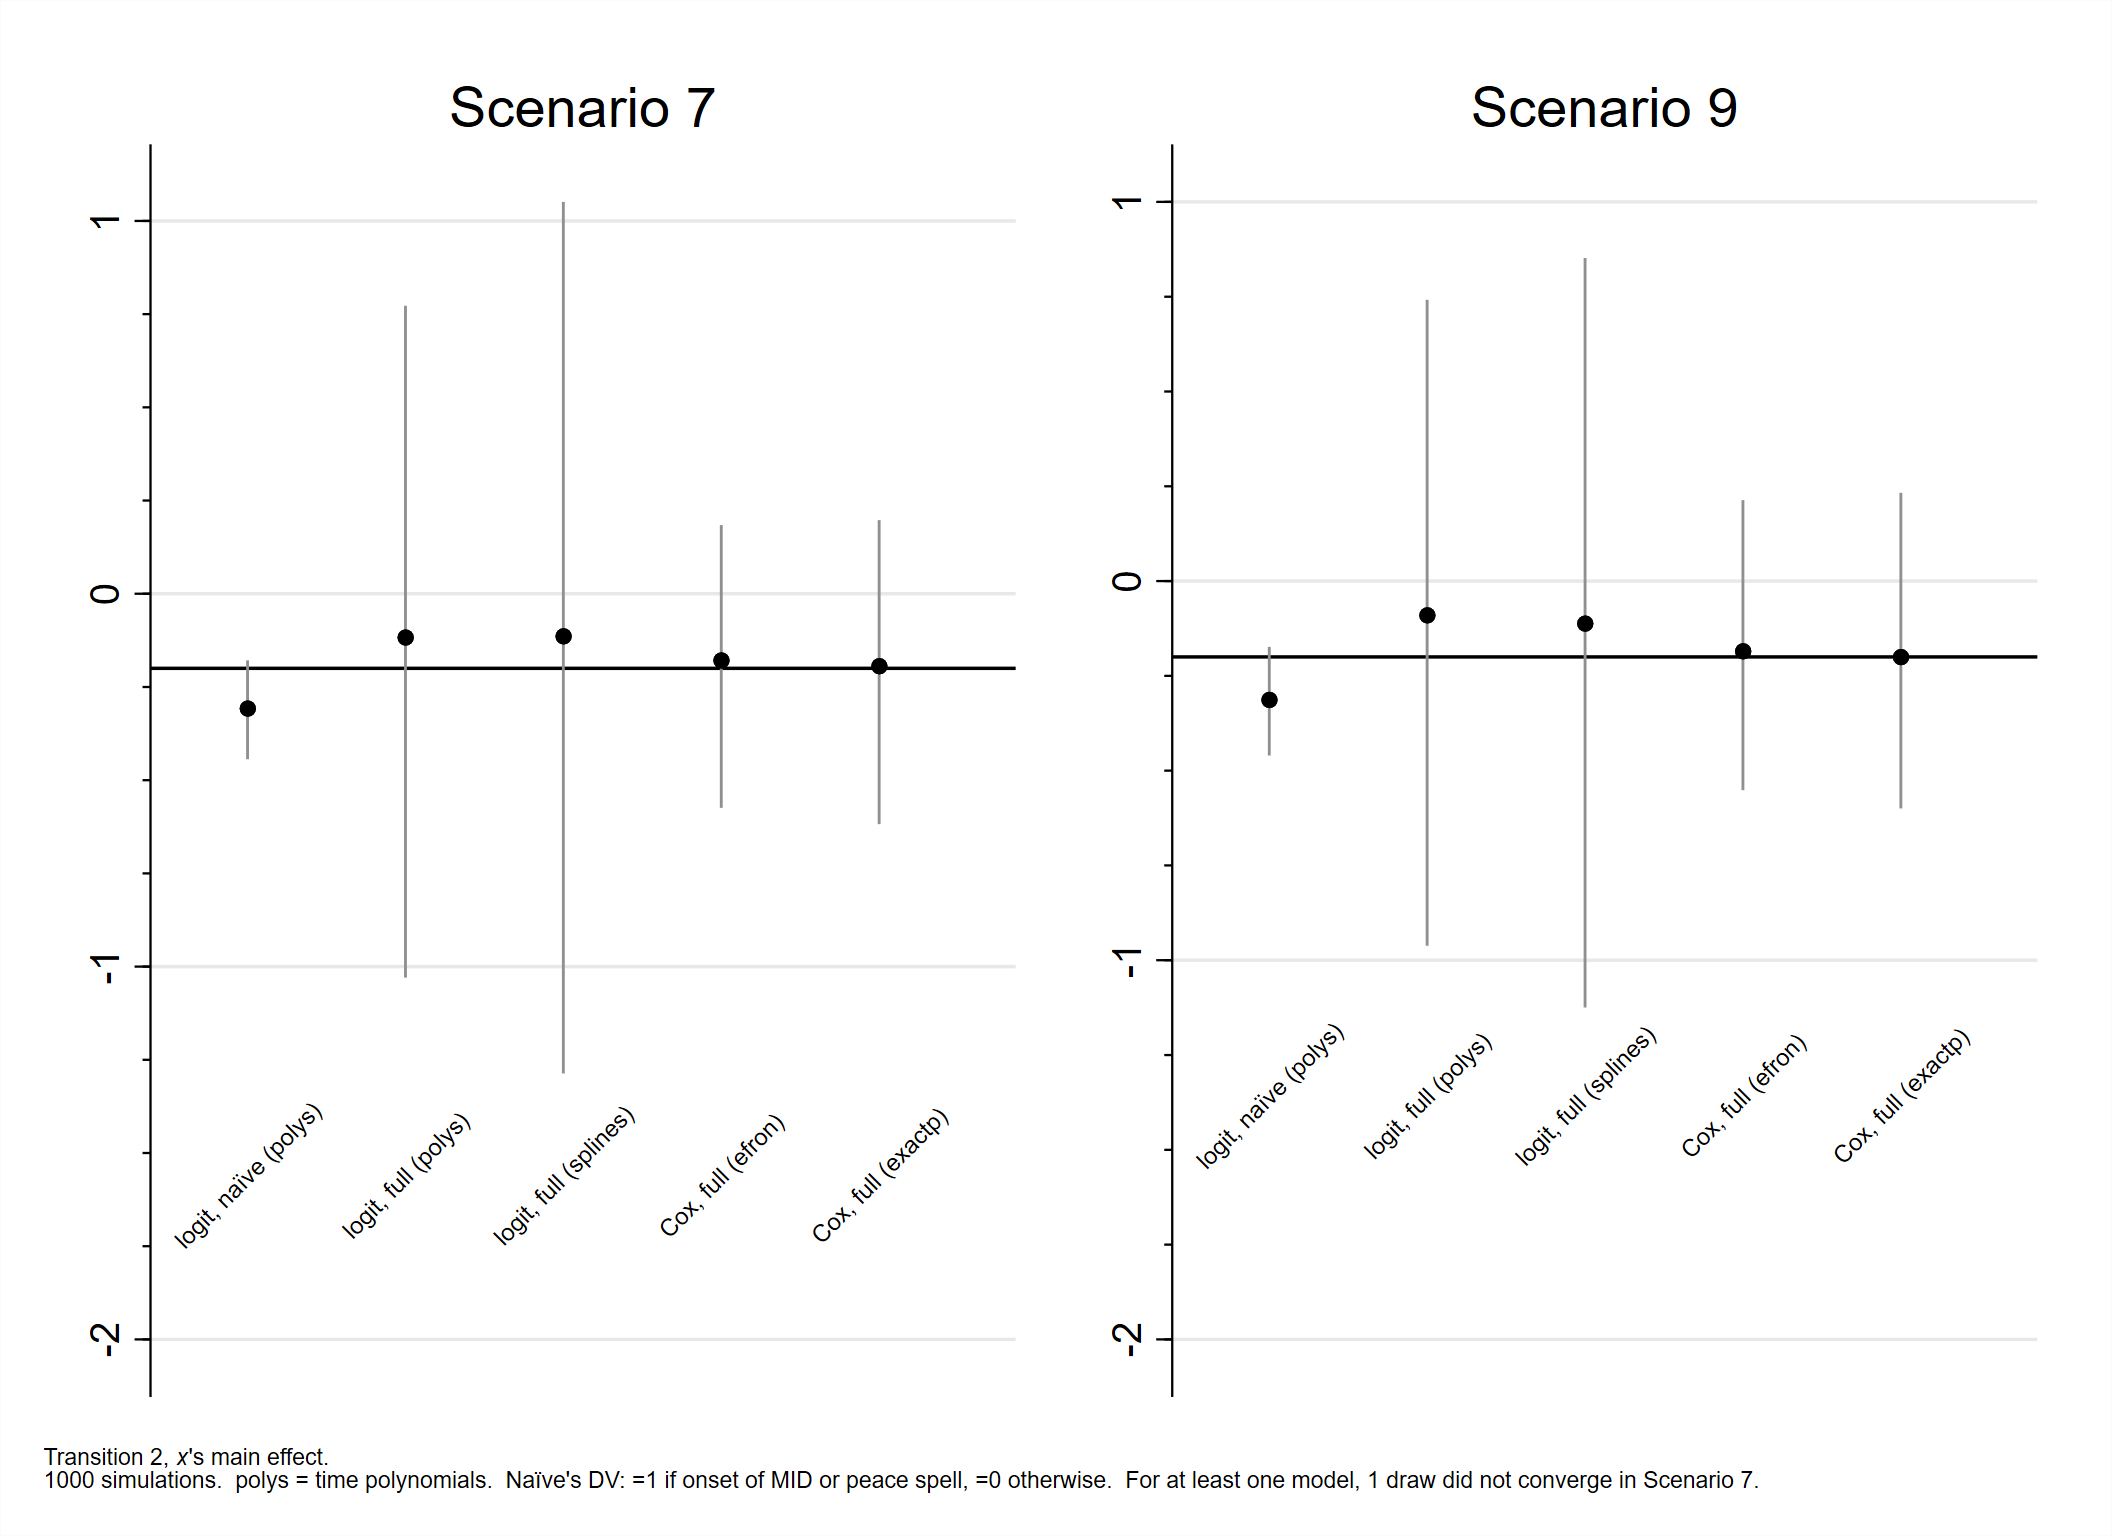 Scenario 7
1
0
-1
-2
logit, naïve (polys)
logit, full (polys)
logit, full (splines)
Cox, full (efron)
Cox, full (exactp)
Scenario 9
1
0
-1
-2
logit, naïve (polys)
logit, full (polys)
logit, full (splines)
Cox, full (efron)
Cox, full (exactp)
Transition 2, x's main effect.
1000 simulations.  polys = time polynomials.  Naïve's DV: =1 if onset of MID or peace spell, =0 otherwise.  For at least one model, 1 draw did not converge in Scenario 7.